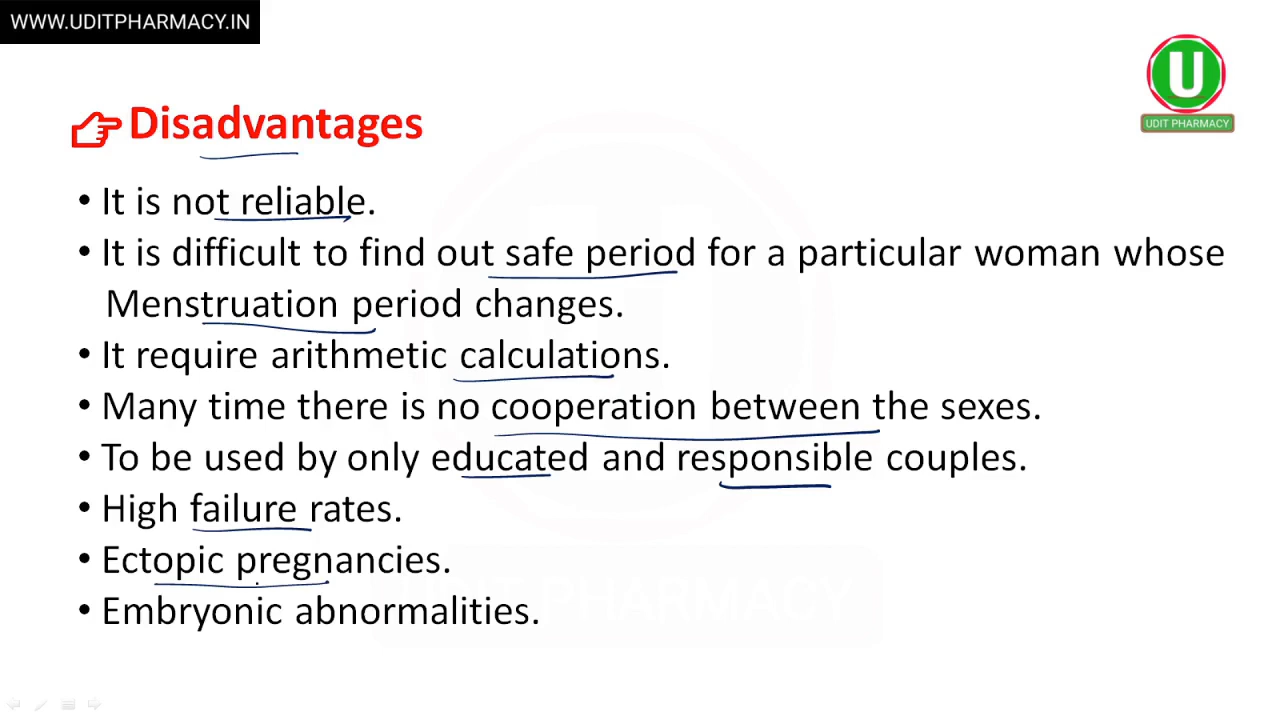 WWW.UDITPHARMACY.IN
U
UDIT PHARMACY
Disadvantages
• It is not reliable.
• It is difficult to find out safe period for a particular woman whose
Menstruation period changes.
• It require arithmetic calculations.
• Many time there is no cooperation between the sexes.
• To be used by only educated and responsible couples.
• High failure rates.
• Ectopic pregnancies.
• Embryonic abnormalities.
UDIT PHARMACY